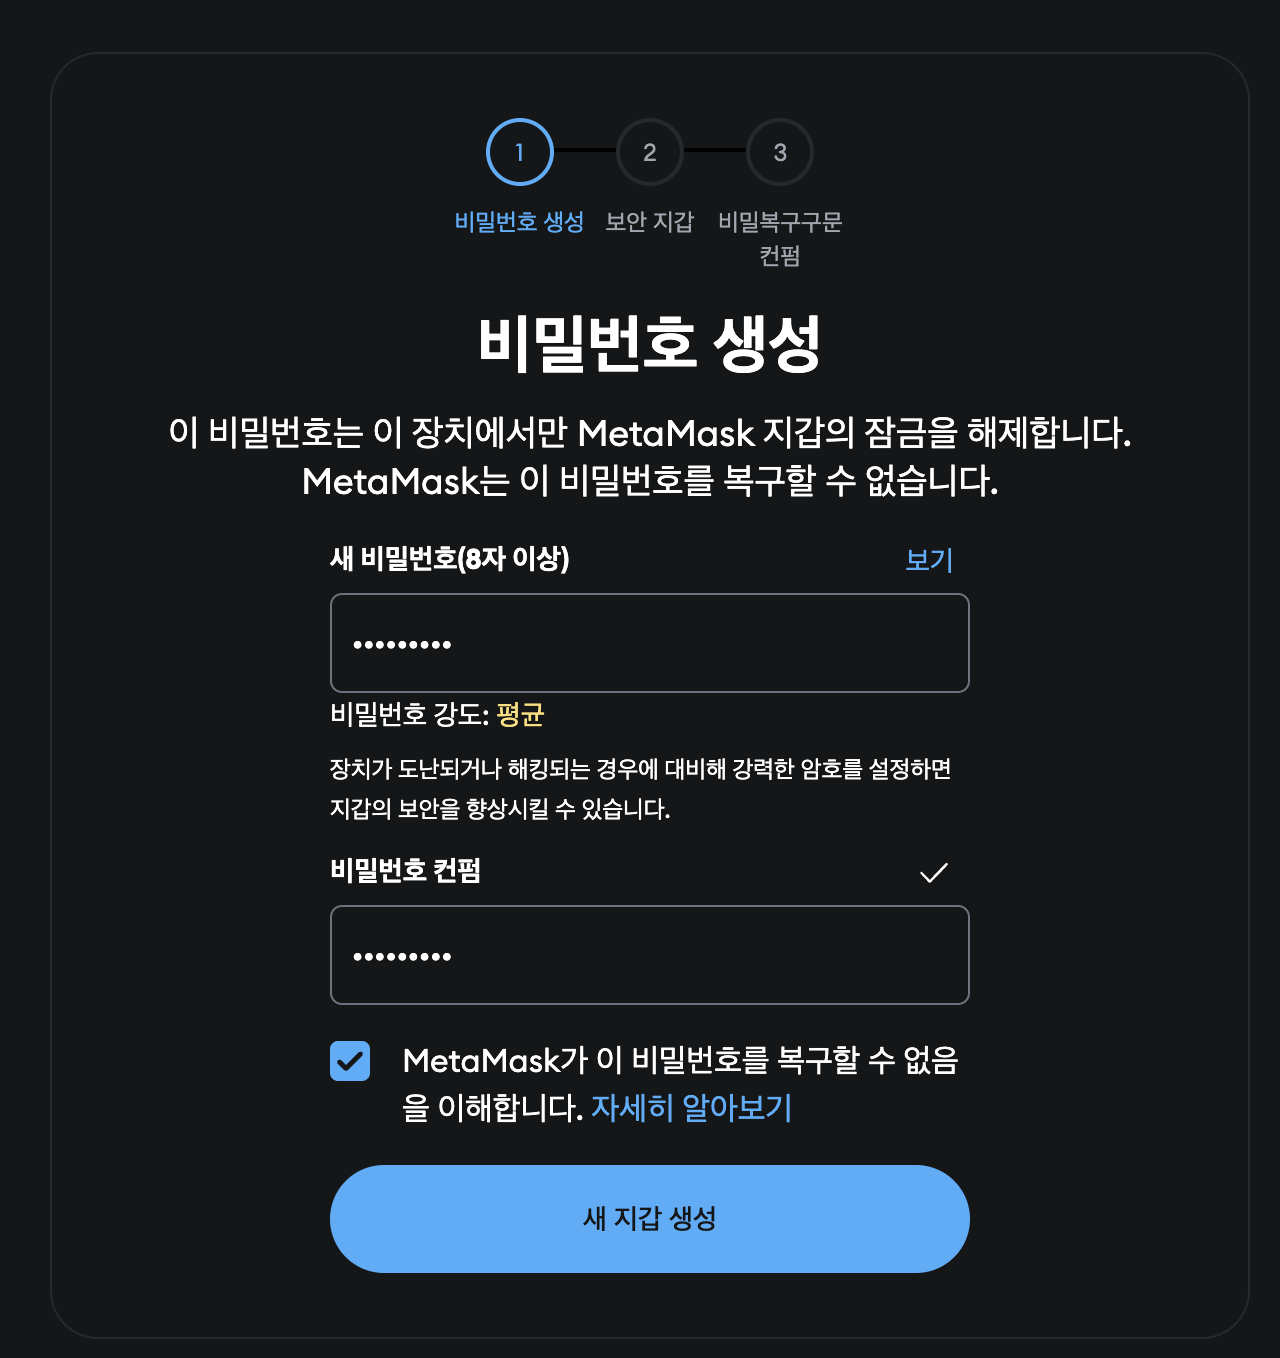 1 2 3
비밀번호 생성 보안 지갑 비밀복구구문
컨펌
비밀번호 생성
이 비밀번호는 이 장치에서만 MetaMask 지갑의 잠금을 해제합니다.
MetaMask는 이 비밀번호를 복구할 수 없습니다.
새 비밀번호(8자 이상) 보기
•••••••••
비밀번호 강도: 평균
장치가 도난되거나 해킹되는 경우에 대비해 강력한 암호를 설정하면
지갑의 보안을 향상시킬 수 있습니다.
비밀번호 컨펌
•••••••••
MetaMask가 이 비밀번호를 복구할 수 없음
을 이해합니다. 자세히 알아보기
새 지갑 생성